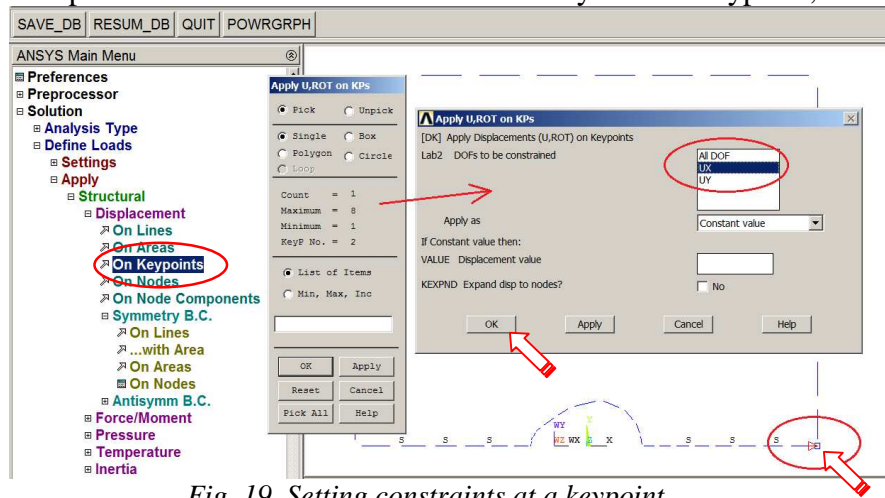 SAVE_DB RESUM_DB QUIT POWRGRPH
ANSYS Main Menu
Preferences
Preprocessor
Solution
Analysis Type
Define Loads
Settings
Apply
Structural
Displacement
On Lines
On Areas
On Keypoints
On Nodes
On Node Components
Symmetry B.C.
On Lines
...with Area
On Areas
On Nodes
Antisymm B.C.
Force/Moment
Pressure
Temperature
Inertia
Apply U,ROT on KPs
Pick Unpick
Single Box
Polygon Circle
Loop
Count = 1
Maximum = 8
Minimum = 1
KeyP No. = 2
List of Items
Min, Max, Inc
OK Apply
Reset Cancel
Pick All Help
Apply U,ROT on KPs
[DK] Apply Displacements (U,ROT) on Keypoints
Lab2 DOFs to be constrained
All DOF
UX
UY
Apply as Constant value
If Constant value then:
VALUE Displacement value
KEXPND Expand disp to nodes? No
OK Apply Cancel Help
WY Y
S S S WZ WX Z X S S S
Fig. 19. Setting constraints at a keypoint